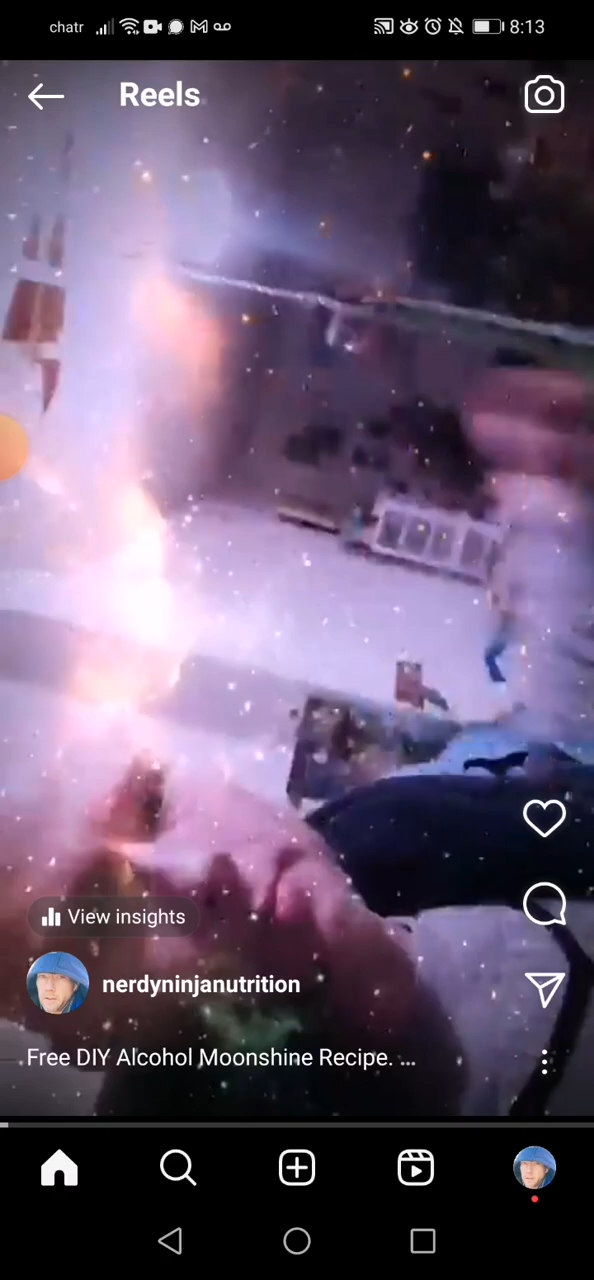 chatr 8:13
Reels
View insights
nerdyninjanutrition
Free DIY Alcohol Moonshine Recipe. ...